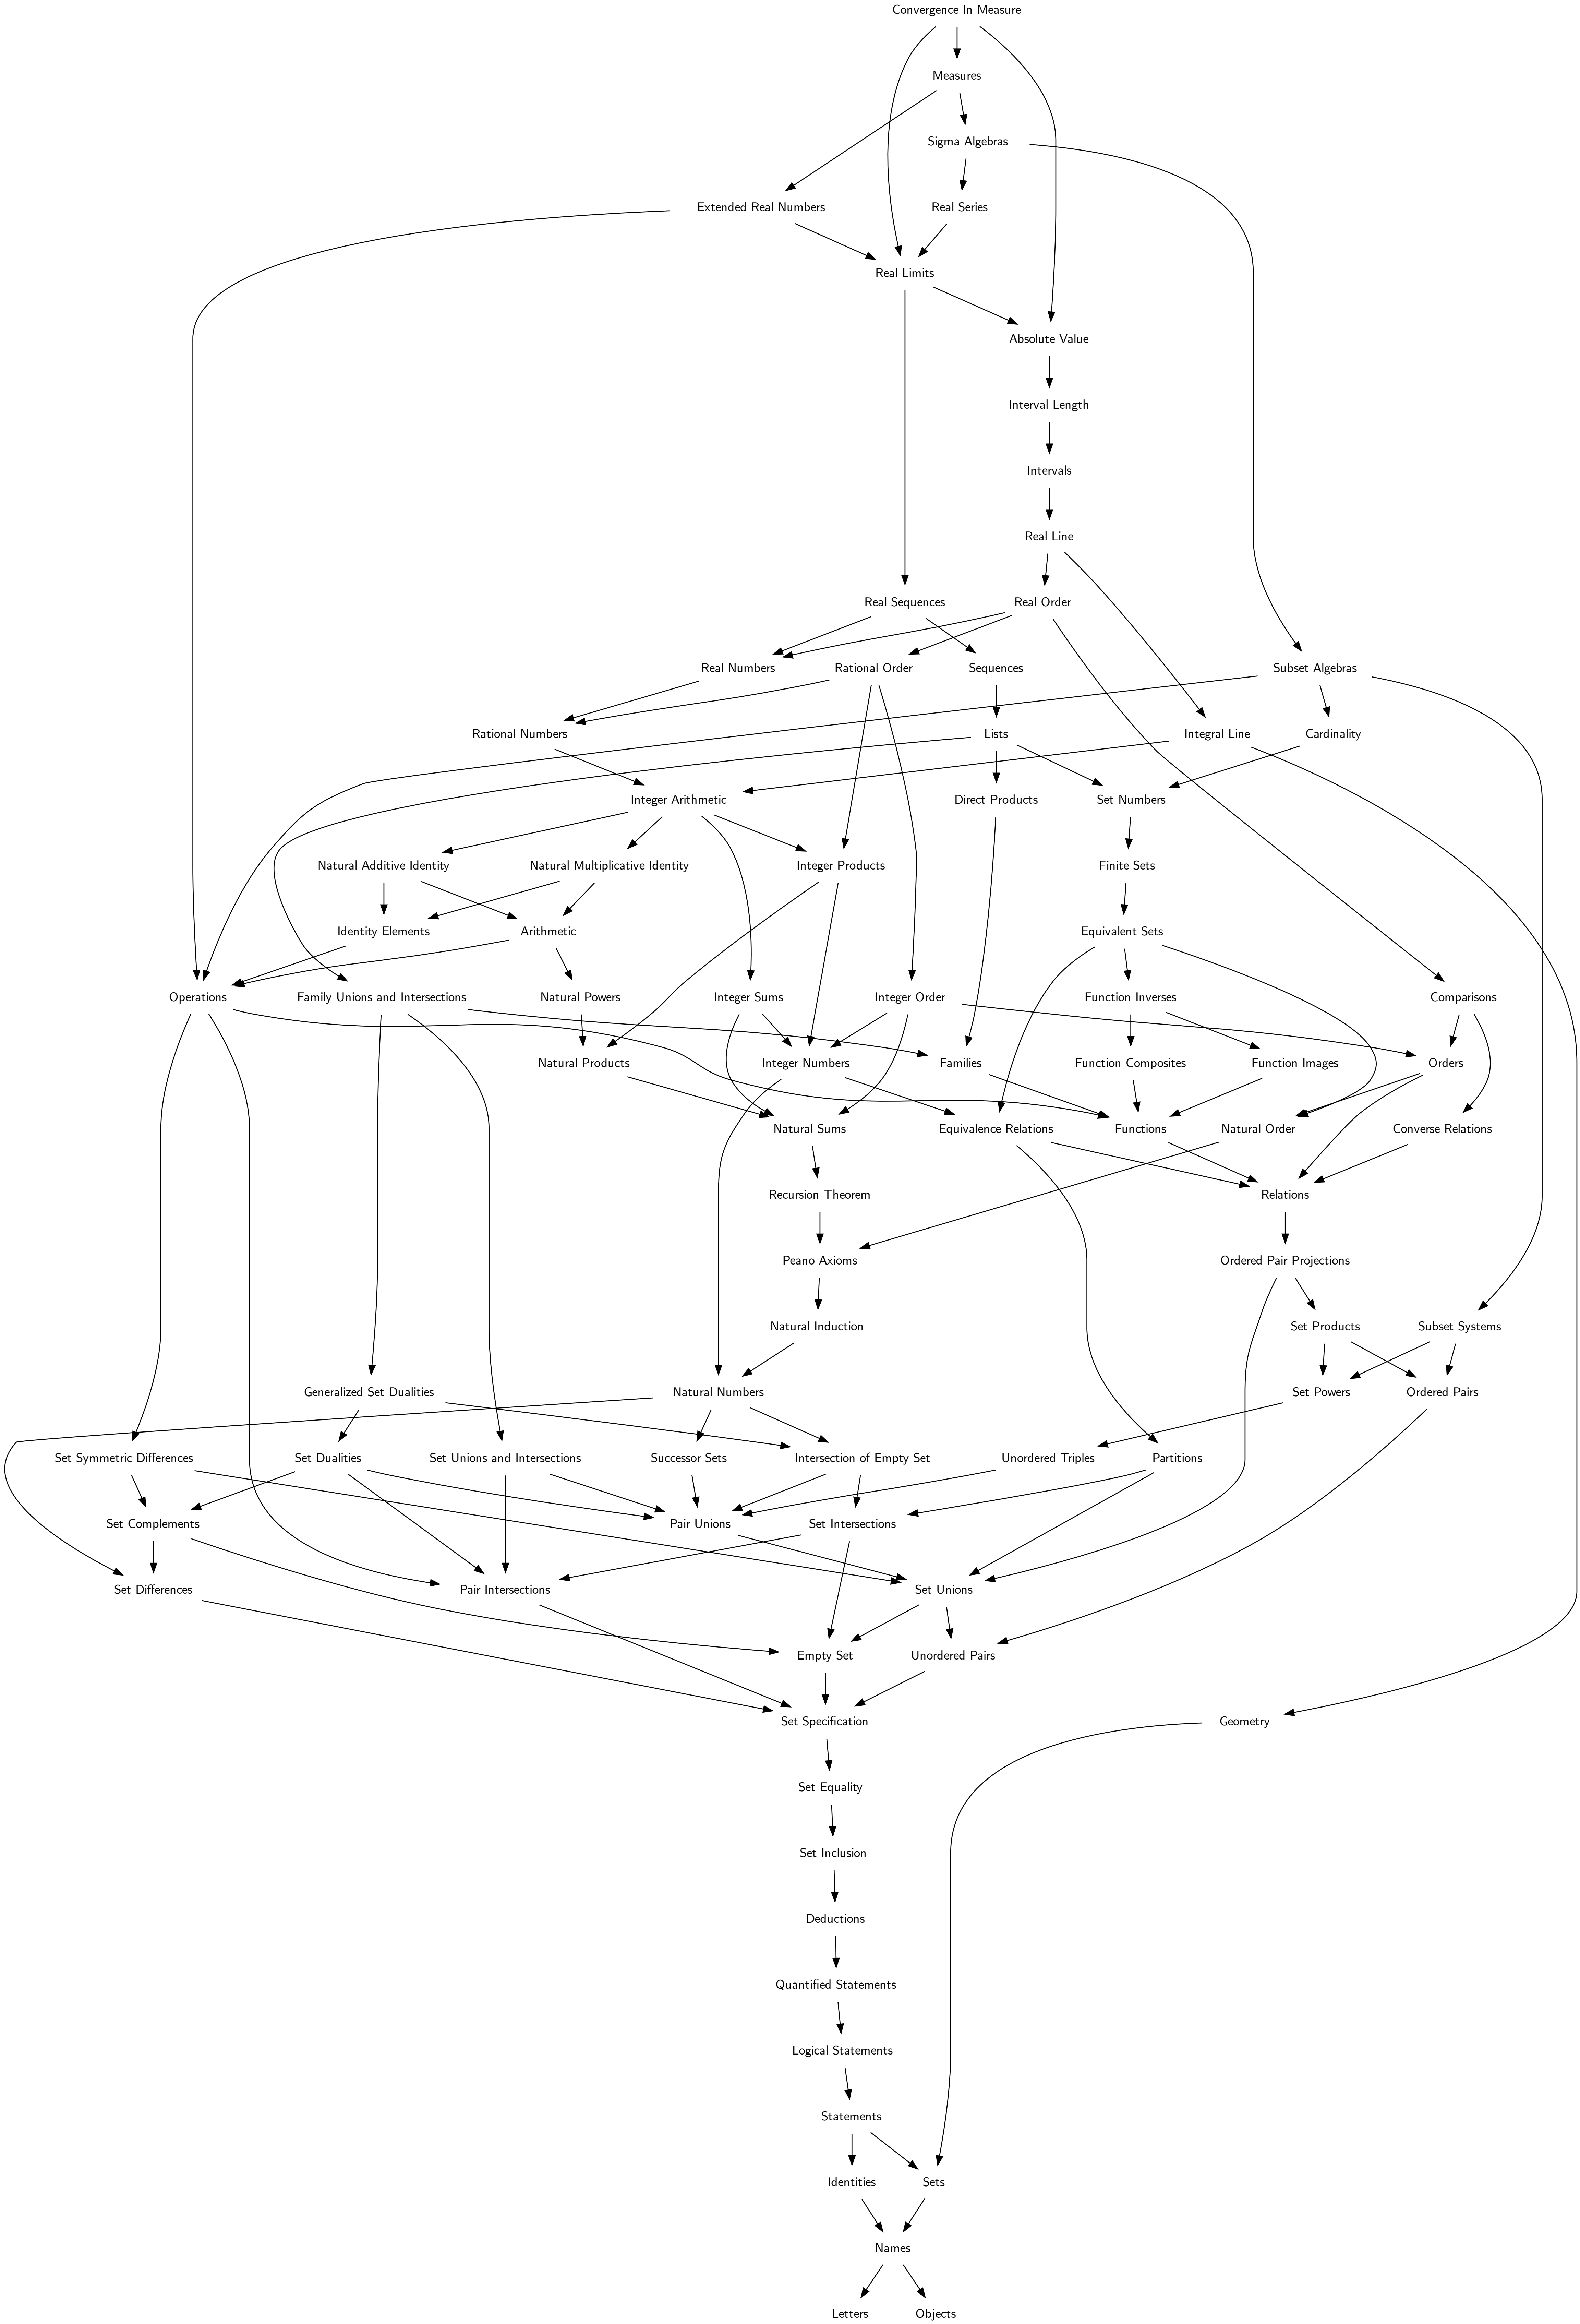 Convergence In Measure
Measures
Sigma Algebras
Extended Real Numbers
Real Series
Real Limits
Absolute Value
Interval Length
Intervals
Real Line
Real Sequences
Real Order
Real Numbers
Rational Order
Sequences
Subset Algebras
Rational Numbers
Lists
Integral Line
Cardinality
Integer Arithmetic
Direct Products
Set Numbers
Natural Additive Identity
Natural Multiplicative Identity
Integer Products
Finite Sets
Identity Elements
Arithmetic
Equivalent Sets
Operations
Family Unions and Intersections
Natural Powers
Integer Sums
Integer Order
Function Inverses
Comparisons
Natural Products
Integer Numbers
Families
Function Composites
Function Images
Orders
Natural Sums
Equivalence Relations
Functions
Natural Order
Converse Relations
Recursion Theorem
Relations
Peano Axioms
Ordered Pair Projections
Natural Induction
Set Products
Subset Systems
Generalized Set Dualities
Natural Numbers
Set Powers
Ordered Pairs
Set Symmetric Differences
Set Dualities
Set Unions and Intersections
Successor Sets
Intersection of Empty Set
Unordered Triples
Partitions
Set Complements
Pair Unions
Set Intersections
Set Differences
Pair Intersections
Set Unions
Empty Set
Unordered Pairs
Set Specification
Geometry
Set Equality
Set Inclusion
Deductions
Quantified Statements
Logical Statements
Statements
Identities
Sets
Names
Letters
Objects